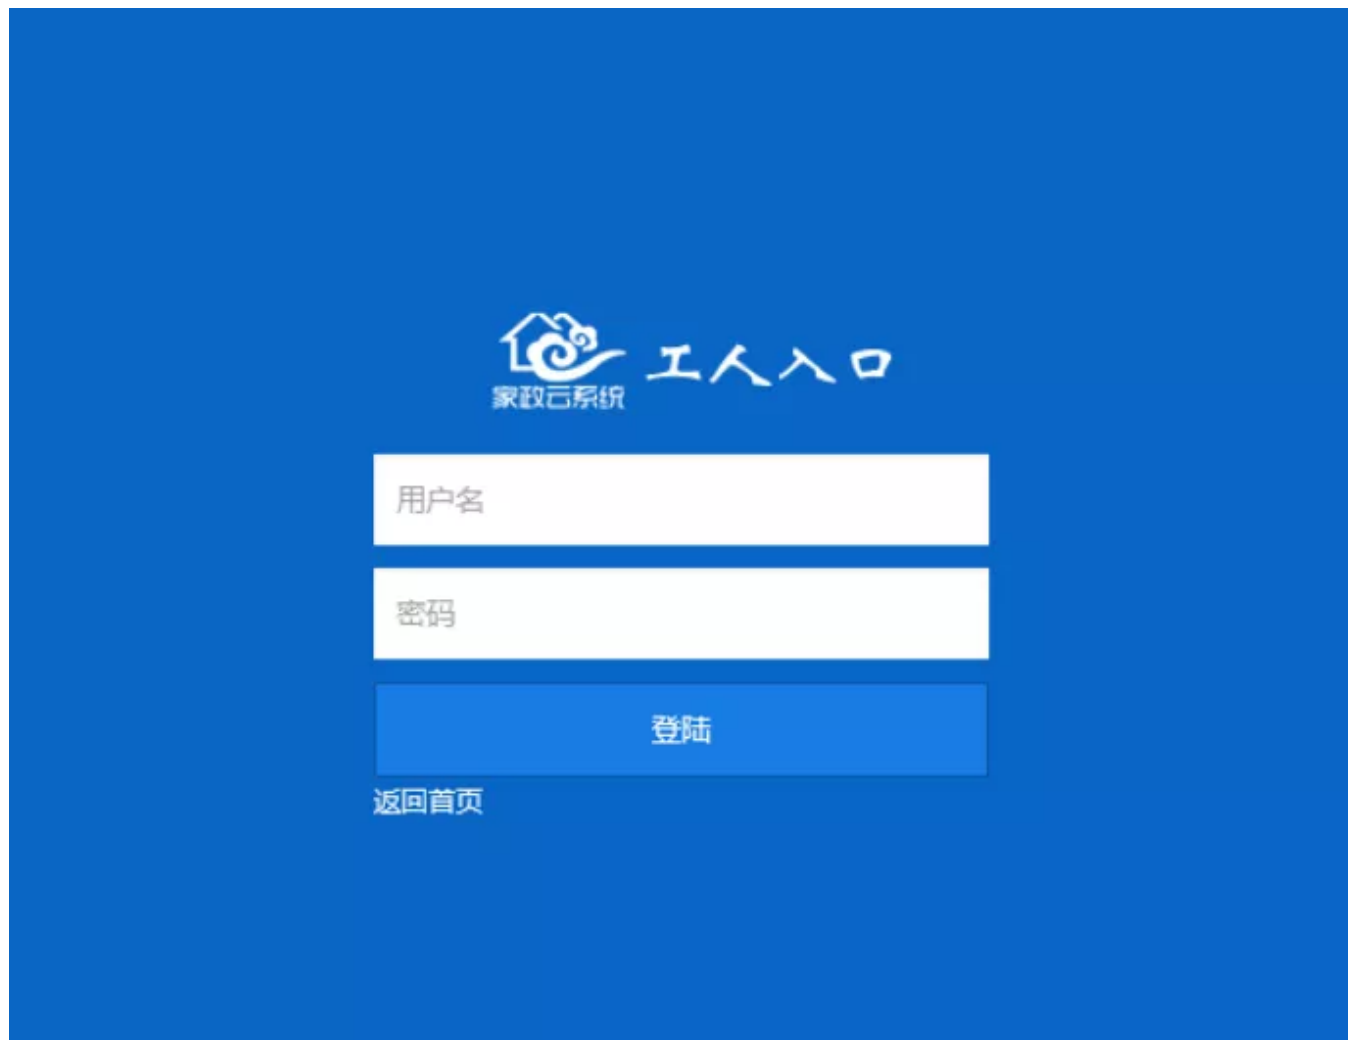 工人入口
家政云系统
用户名
密码
登陆
返回首页